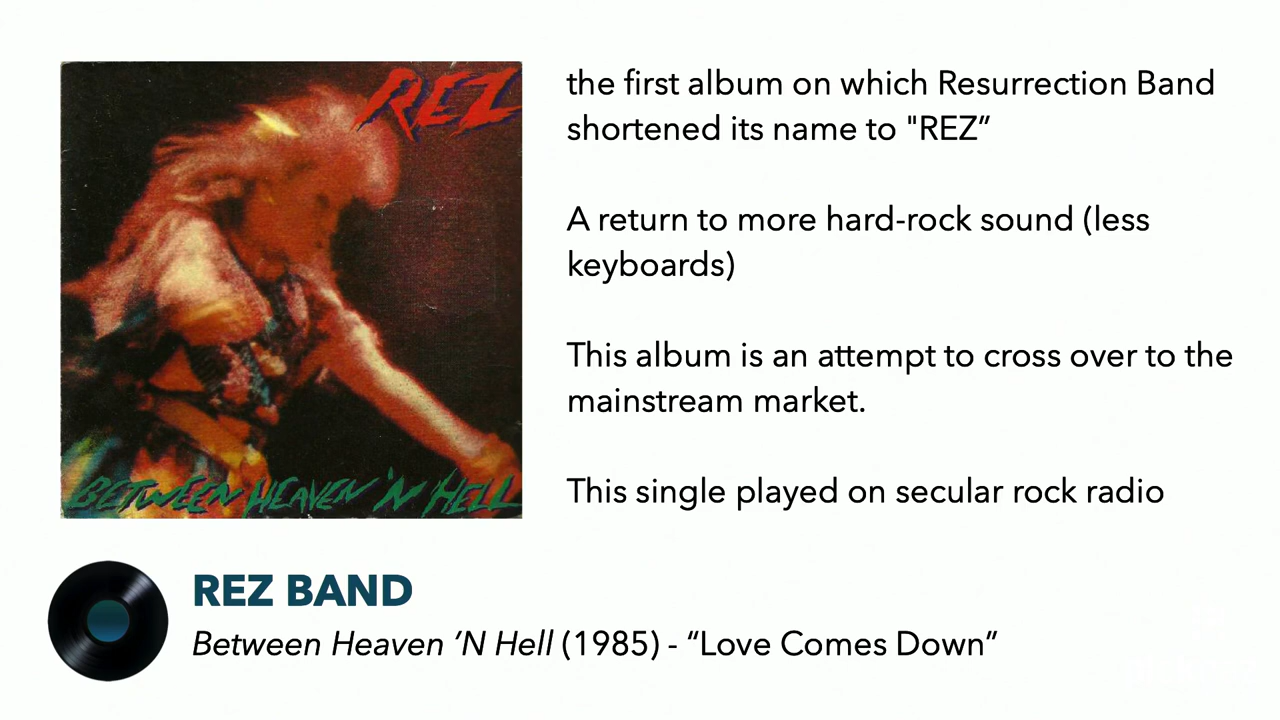 REZ
BETWEEN HEAVEN 'N HELL
the first album on which Resurrection Band
shortened its name to "REZ”
A return to more hard-rock sound (less
keyboards)
This album is an attempt to cross over to the
mainstream market.
This single played on secular rock radio
REZ BAND
Between Heaven ’N Hell (1985) - “Love Comes Down”